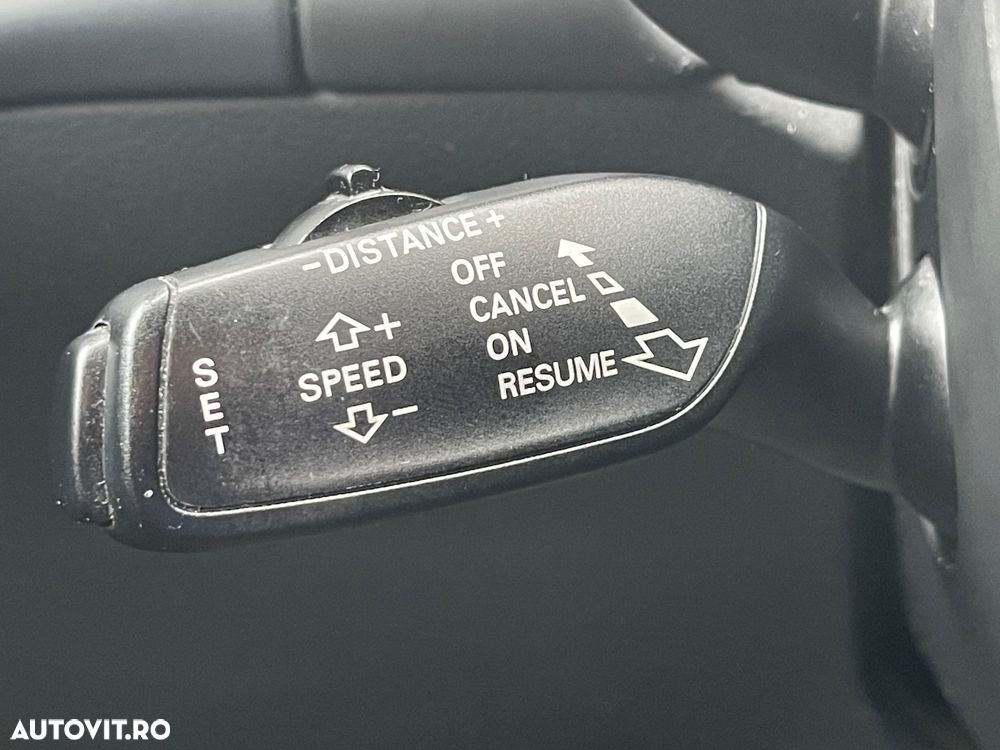 -DISTANCE+
OFF
CANCEL
ON
RESUME
+
SPEED
-
SET
AUTOVIT.RO